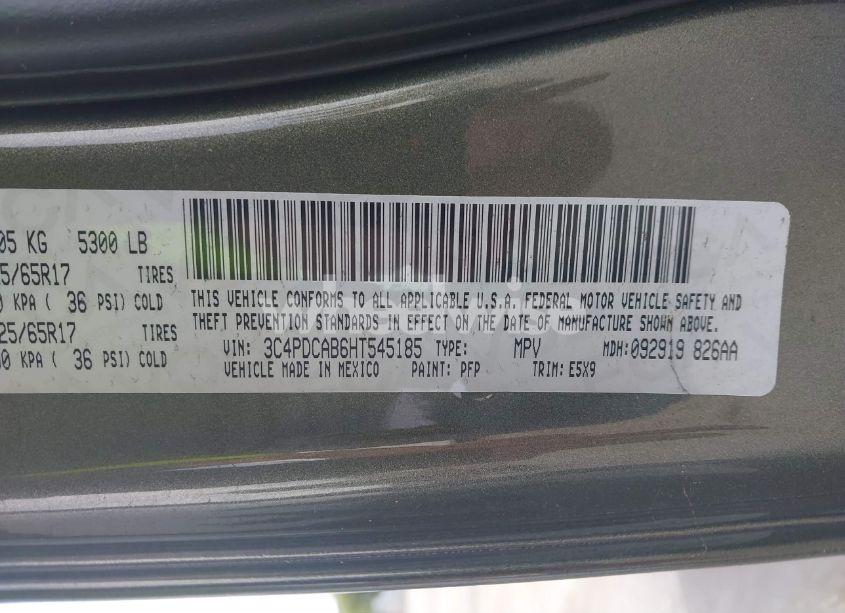 05 KG 5300 LB
5/65R17 TIRES
0 KPA ( 36 PSI) COLD
25/65R17 TIRES
0 KPA ( 36 PSI) COLD
THIS VEHICLE CONFORMS TO ALL APPLICABLE U.S.A. FEDERAL MOTOR VEHICLE SAFETY AND
THEFT PREVENTION STANDARDS IN EFFECT ON THE DATE OF MANUFACTURE SHOWN ABOVE.
VIN: 3C4PDCAB6HT545185 TYPE: MPV MDH:092919 826AA
VEHICLE MADE IN MEXICO PAINT: PFP TRIM: E5X9